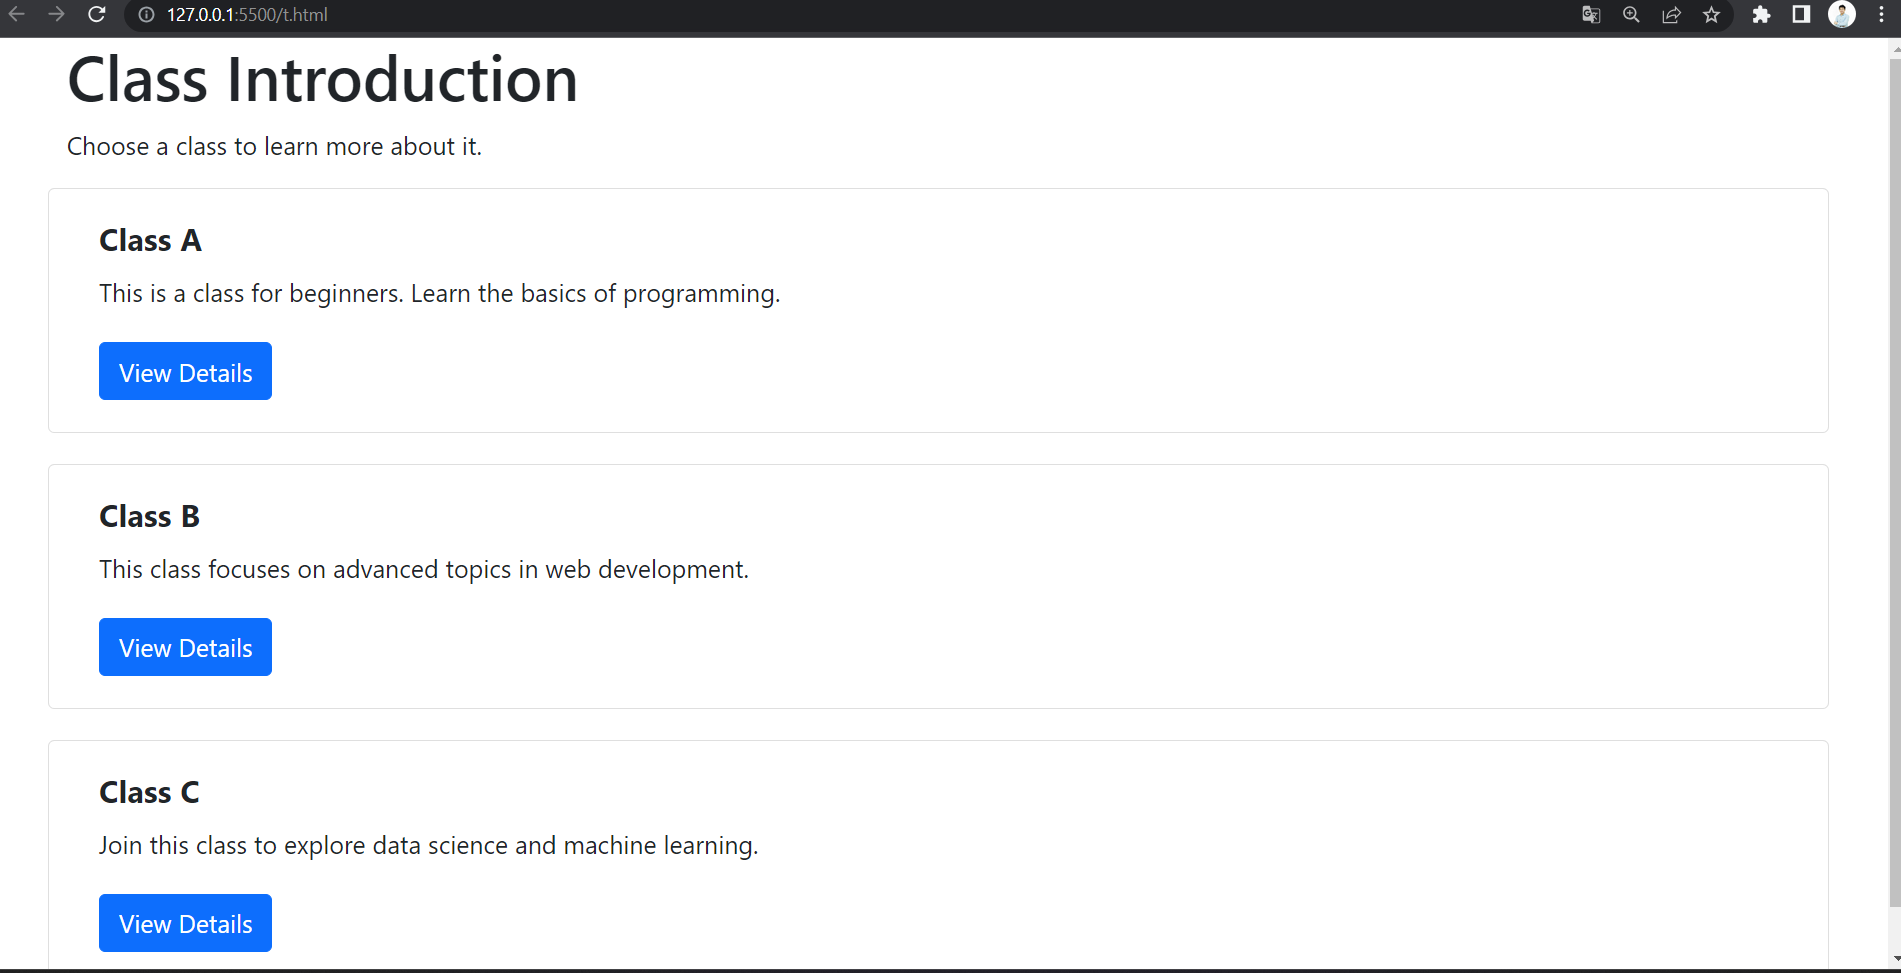 127.0.0.1:5500/t.html
Class Introduction
Choose a class to learn more about it.
Class A
This is a class for beginners. Learn the basics of programming.
View Details
Class B
This class focuses on advanced topics in web development.
View Details
Class C
Join this class to explore data science and machine learning.
View Details